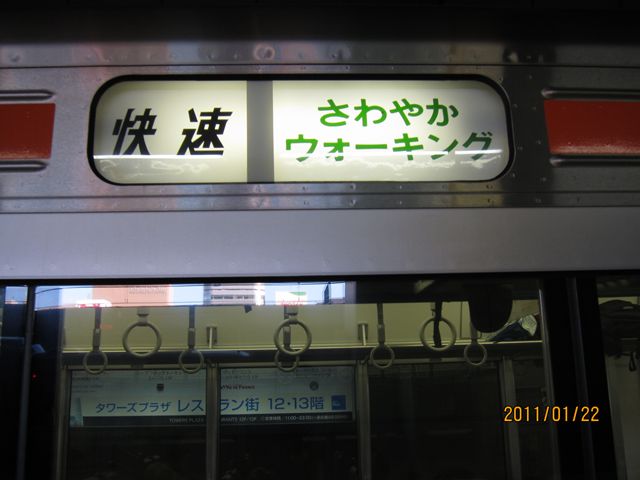 快速
さわやか
ウォーキング
タワーズプラザ レストラン街 12・13階
2011/01/22